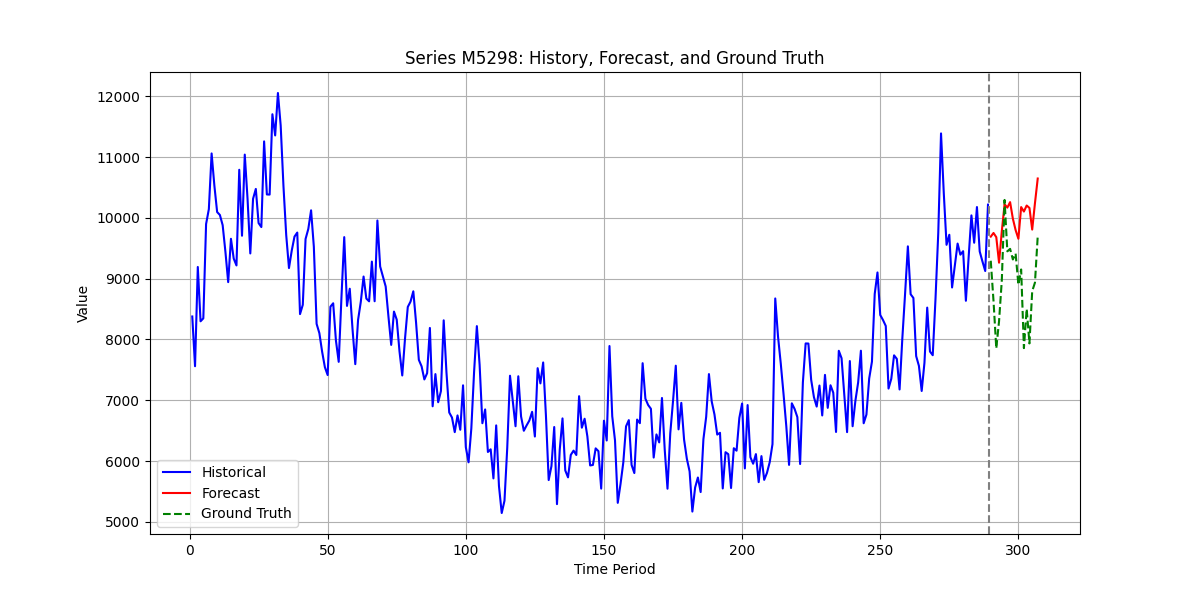 Series M5298: History, Forecast, and Ground Truth
12000
11000
10000
9000
8000
7000
6000
5000
Value
Historical
Forecast
Ground Truth
0
50
100
150
200
250
300
Time Period